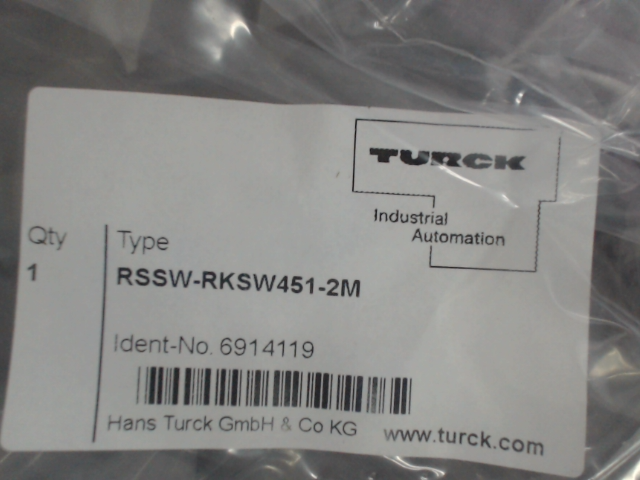 TURCK
Industrial
Automation
Qty
Type
1
RSSW-RKSW451-2M
Ident-No. 6914119
Hans Turck GmbH & Co KG
www.turck.com